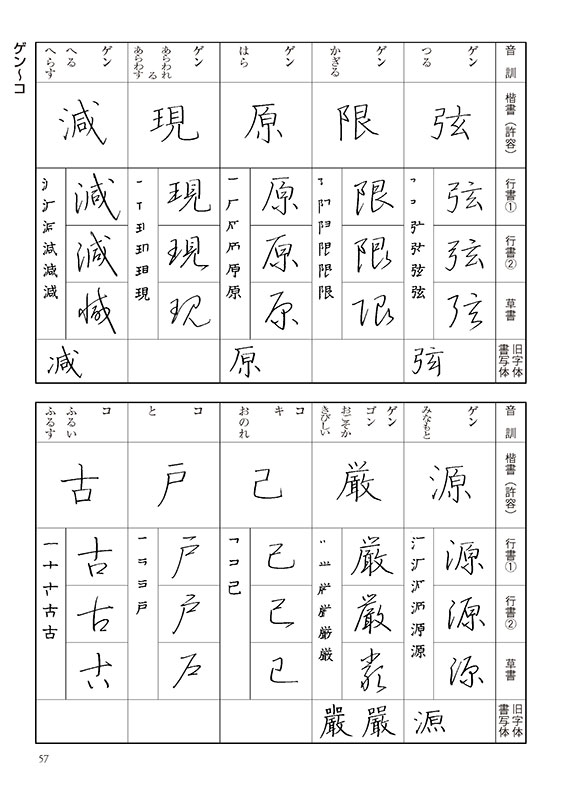 ゲン〜コ
音 訓
楷書（許容）
行書①
行書②
草書
旧字体
書写体
ゲン
つる
弦
弦
弦
弦
弦
ゲン
かぎる
限
限
限
限
ゲン
はら
原
原
原
原
原
ゲン
あらわれる
あらわす
現
現
現
現
ゲン
へる
へらす
減
減
減
減
減
音 訓
楷書（許容）
行書①
行書②
草書
旧字体
書写体
ゲン
みなもと
源
源
源
源
源
ゲン
ゴン
おごそか
きびしい
厳
厳
厳
厳
嚴 嚴
コ
キ
おのれ
己
己
己
己
コ
と
戸
戸
戸
戸
コ
ふるい
ふるす
古
古
古
古
57